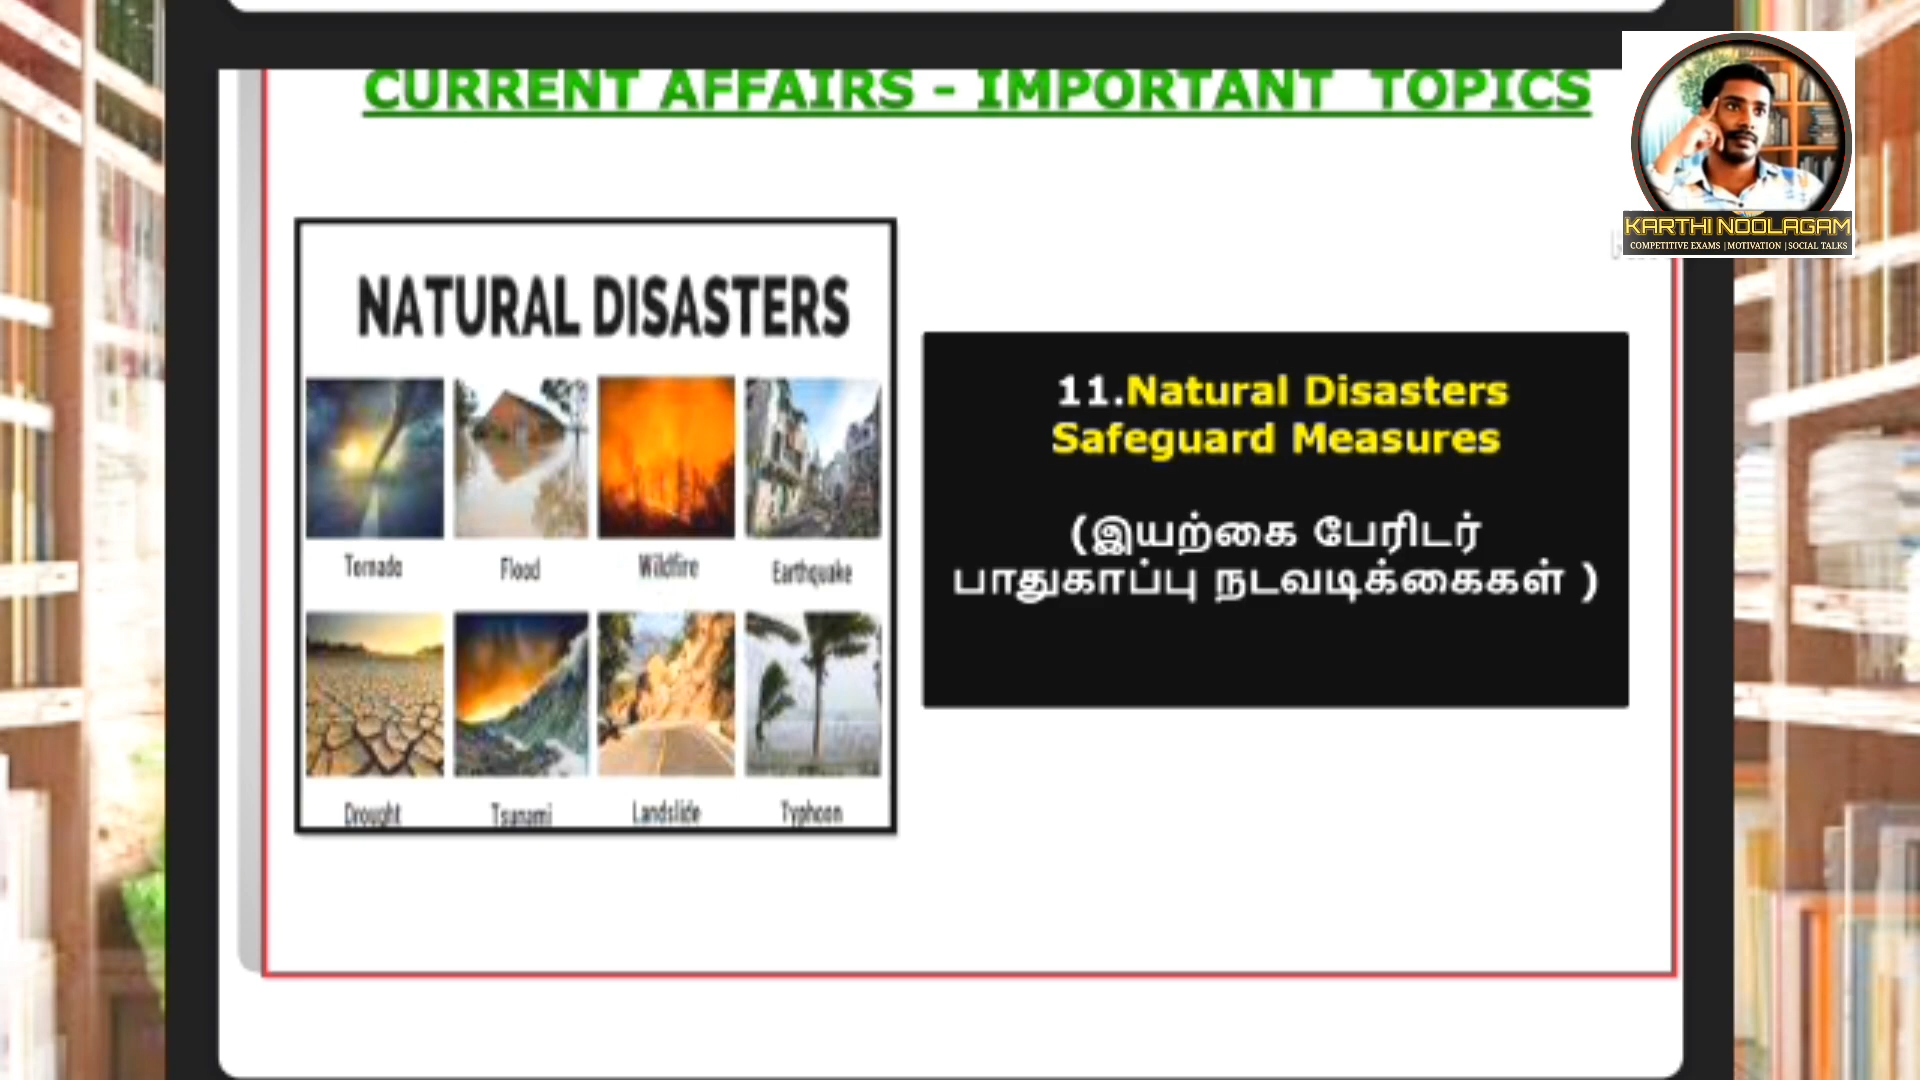 CURRENT AFFAIRS - IMPORTANT TOPICS
KARTHI NOOLAGAM
COMPETITIVE EXAMS | MOTIVATION | SOCIAL TALKS
NATURAL DISASTERS
Tornado Flood Wildfire Earthquake
Drought Tsunami Landslide Typhoon
11.Natural Disasters
Safeguard Measures
(இயற்கை பேரிடர்
பாதுகாப்பு நடவடிக்கைகள் )